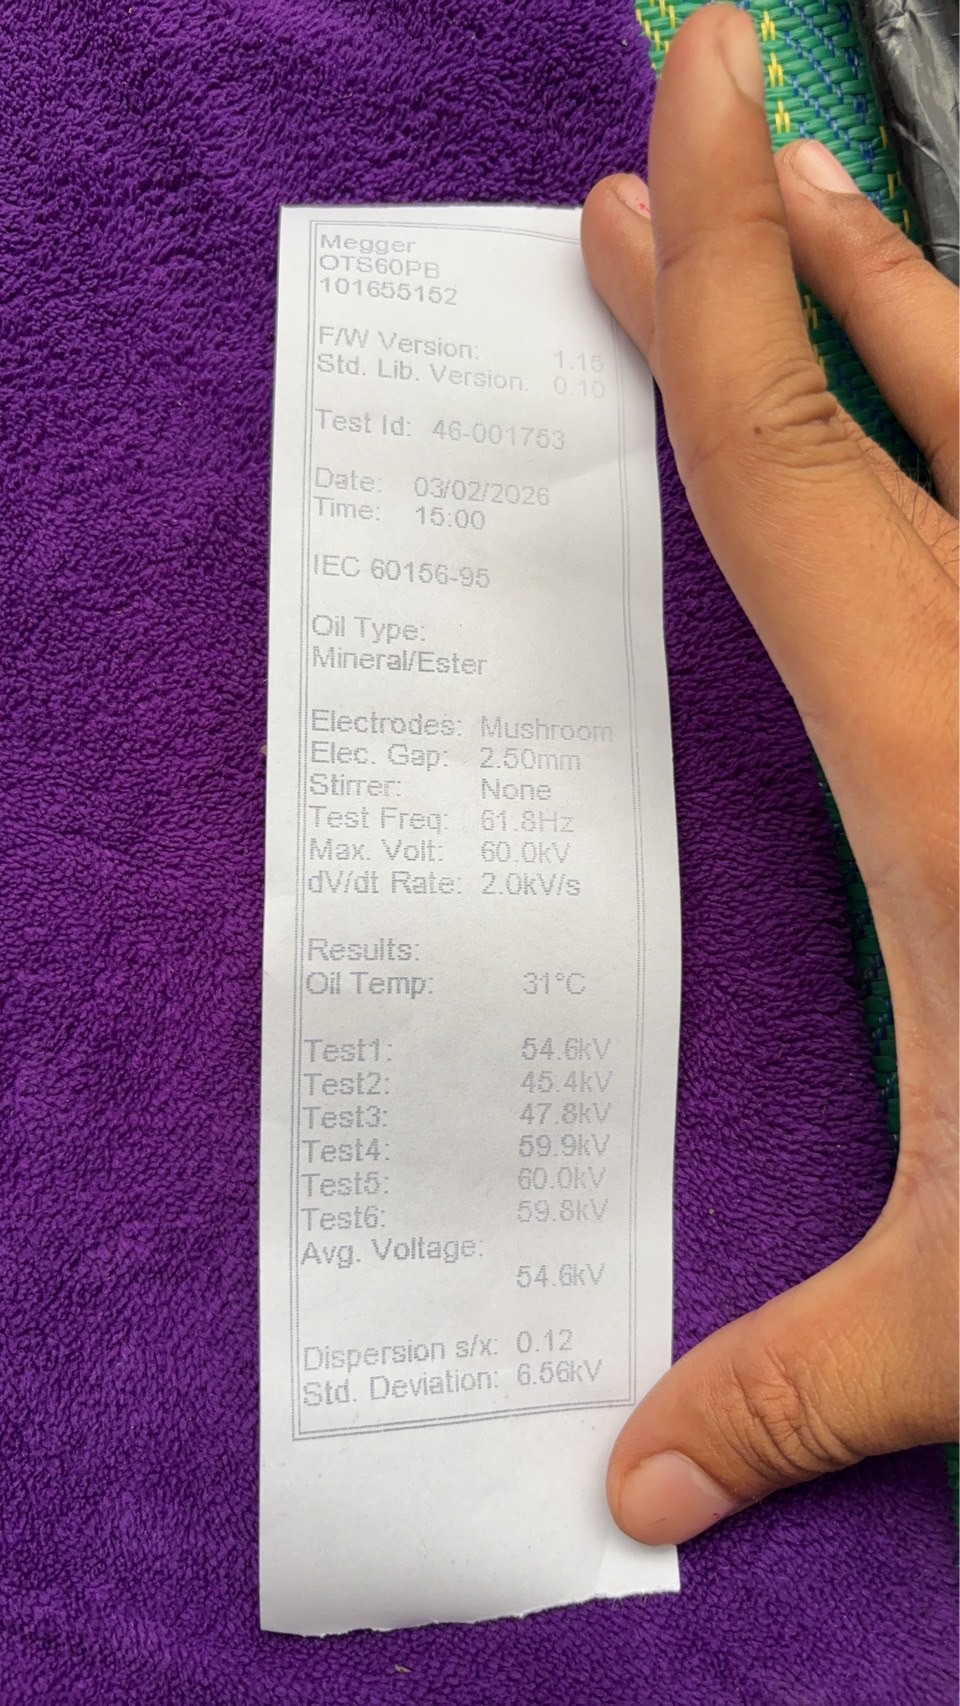 Megger
OTS60PB
101655152
F/W Version: 1.15
Std. Lib. Version: 0.10
Test Id: 46-001753
Date: 03/02/2026
Time: 15:00
IEC 60156-95
Oil Type:
Mineral/Ester
Electrodes: Mushroom
Elec. Gap: 2.50mm
Stirrer: None
Test Freq: 61.8Hz
Max. Volt: 60.0kV
dV/dt Rate: 2.0kV/s
Results:
Oil Temp: 31°C
Test1: 54.6kV
Test2: 45.4kV
Test3: 47.8kV
Test4: 59.9kV
Test5: 60.0kV
Test6: 59.8kV
Avg. Voltage:
54.6kV
Dispersion s/x: 0.12
Std. Deviation: 6.56kV